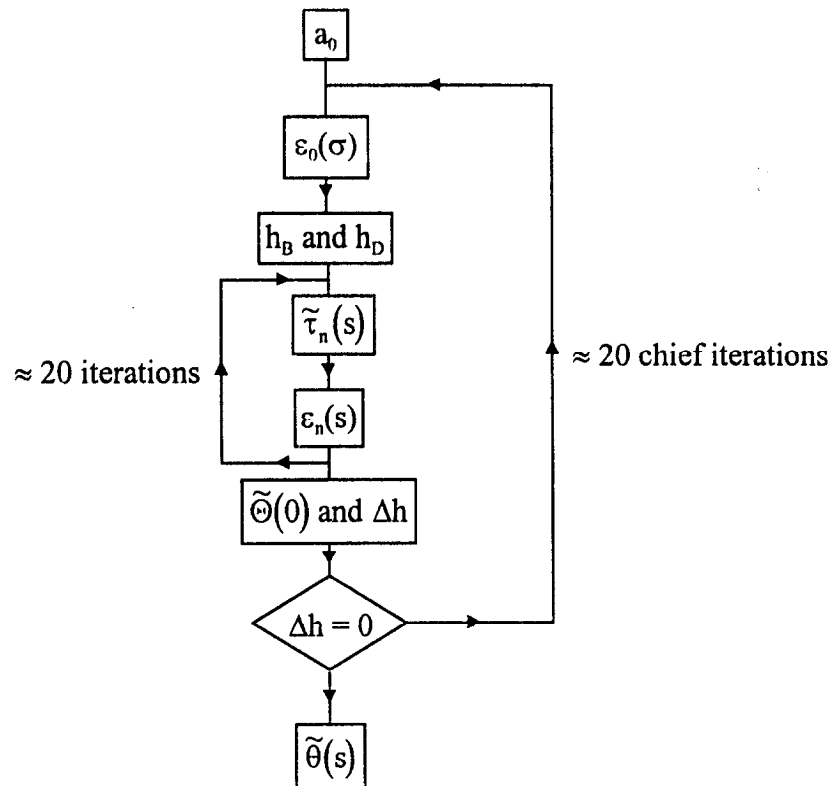 a₀
ε₀(σ)
h_B and h_D
τ̃ₙ(s)
≈ 20 iterations
≈ 20 chief iterations
εₙ(s)
Θ̃(0) and Δh
Δh = 0
θ̃(s)